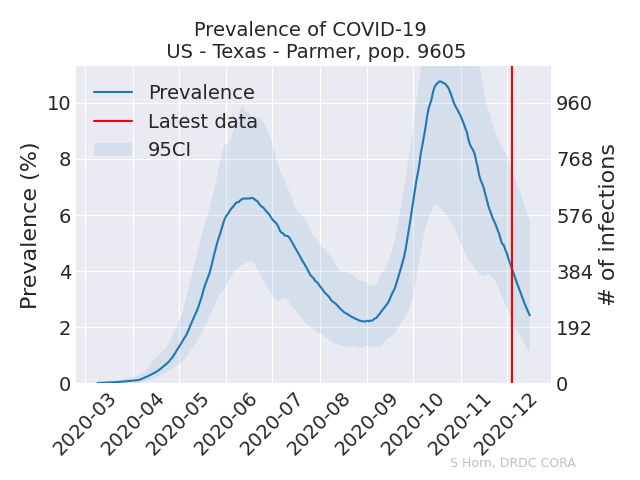 Prevalence of COVID-19
US - Texas - Parmer, pop. 9605
Prevalence
Latest data
95CI
Prevalence (%)
10
8
6
4
2
0
960
768
576
384
192
0
# of infections
2020-03
2020-04
2020-05
2020-06
2020-07
2020-08
2020-09
2020-10
2020-11
2020-12
S Horn, DRDC CORA